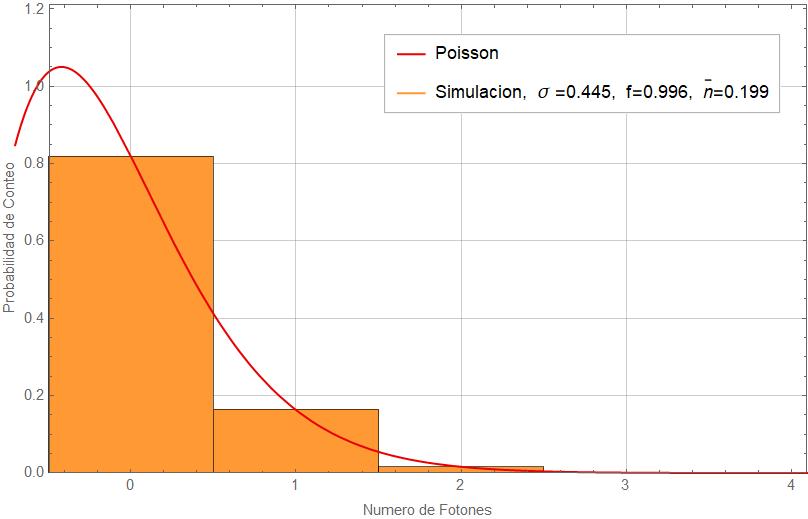 1.2
Poisson
Simulacion, σ =0.445, f=0.996, n̄=0.199
1.0
0.8
0.6
0.4
0.2
0.0
Probabilidad de Conteo
0 1 2 3 4
Numero de Fotones